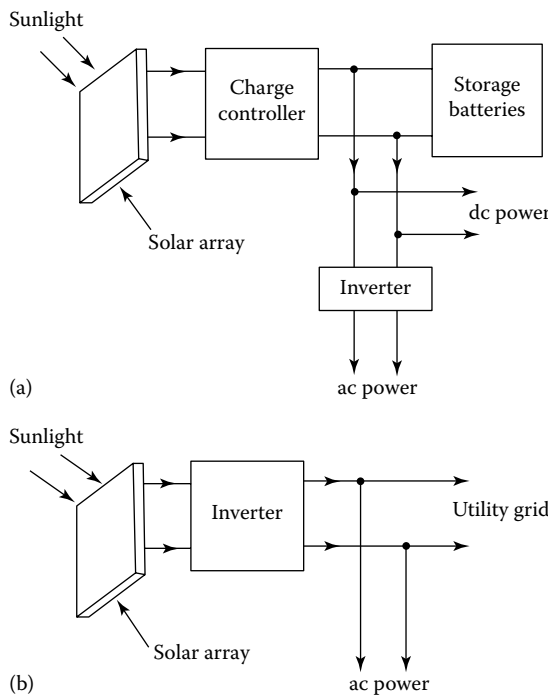 Sunlight
Charge
controller
Storage
batteries
dc power
Solar array
Inverter
(a)
ac power
Sunlight
Inverter
Utility grid
Solar array
(b)
ac power